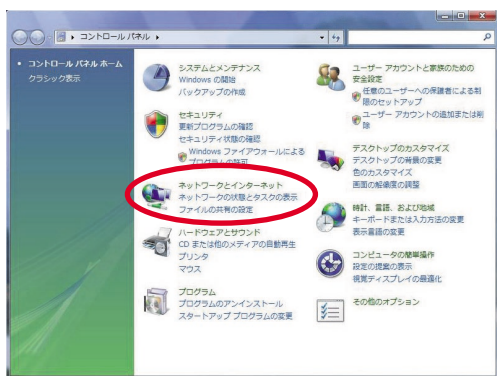 コントロール パネル
コントロール パネル ホーム
クラシック表示
システムとメンテナンス
Windows の開始
バックアップの作成
セキュリティ
更新プログラムの確認
セキュリティ状態の確認
Windows ファイアウォールによる
プログラムの許可
ネットワークとインターネット
ネットワークの状態とタスクの表示
ファイルの共有の設定
ハードウェアとサウンド
CD または他のメディアの自動再生
プリンタ
マウス
プログラム
プログラムのアンインストール
スタートアップ プログラムの変更
ユーザー アカウントと家族のための
安全設定
任意のユーザーへの保護者による制
限のセットアップ
ユーザー アカウントの追加または削
除
デスクトップのカスタマイズ
デスクトップの背景の変更
色のカスタマイズ
画面の解像度の調整
時計、言語、および地域
キーボードまたは入力方法の変更
表示言語の変更
コンピュータの簡単操作
設定の提案の表示
視覚ディスプレイの最適化
その他のオプション